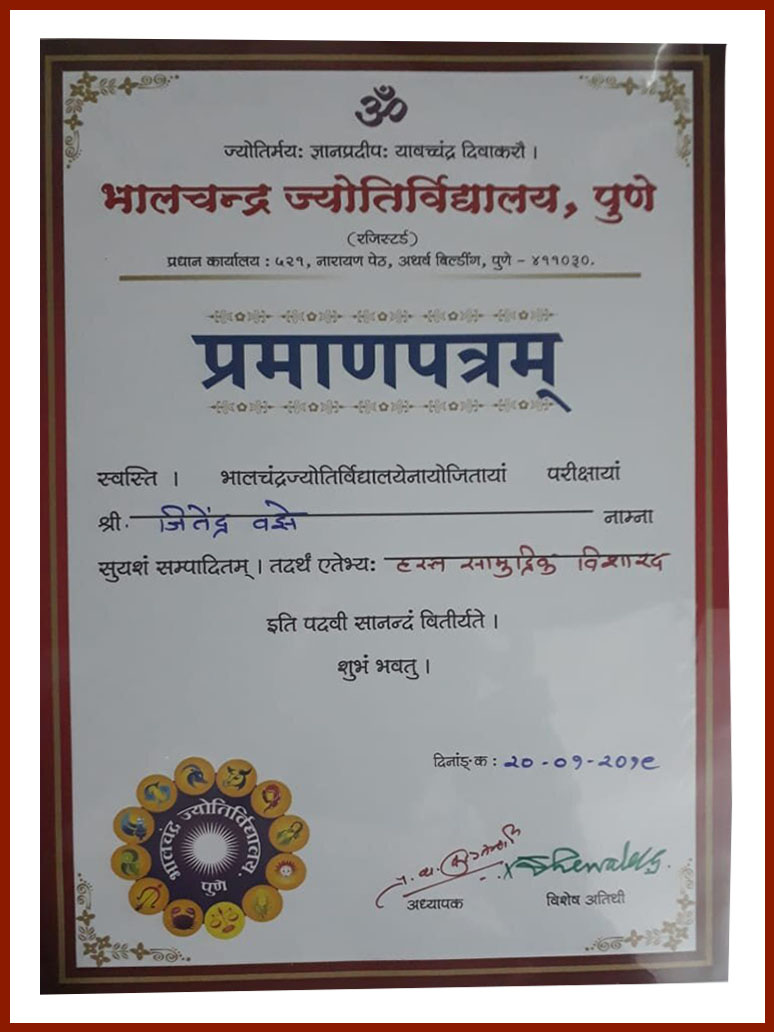 ॐ
ज्योतिर्मयः ज्ञानप्रदीपः यावच्चंद्र दिवाकरौ ।
भालचन्द्र ज्योतिर्विद्यालय, पुणे
(रजिस्टर्ड)
प्रधान कार्यालय : ५२१, नारायण पेठ, अथर्व बिल्डींग, पुणे - ४११०३०.
प्रमाणपत्रम्
स्वस्ति । भालचंद्रज्योतिर्विद्यालयेनायोजितायां परीक्षायां
श्री. जितेंद्र वझे नाम्ना
सुयशं सम्पादितम् । तदर्थं एतेभ्यः हस्त सामुद्रिक विशारद
इति पदवी सानन्दं वितीर्यते ।
शुभं भवतु ।
दिनाङ्क : २०-०१-२०१९
भालचंद्र ज्योतिर्विद्यालय
पुणे
अध्यापक
विशेष अतिथी